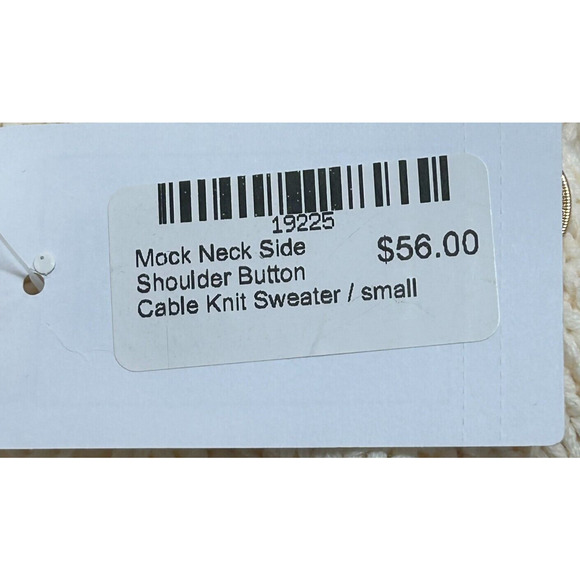 19225
Mock Neck Side $56.00
Shoulder Button
Cable Knit Sweater / small